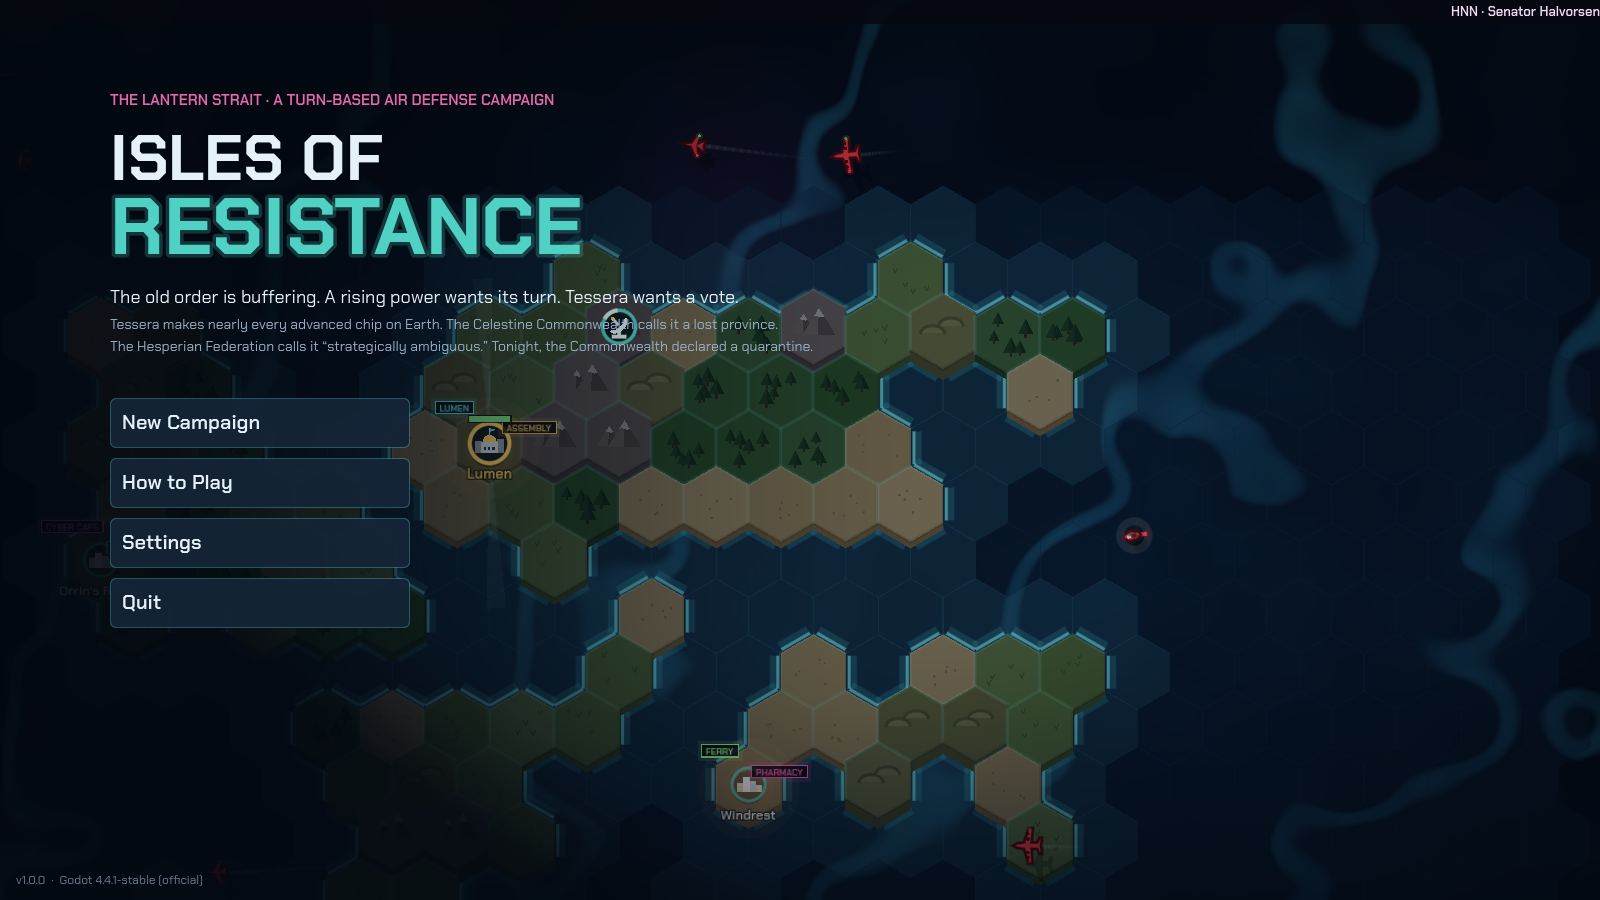 HNN · Senator Halvorsen
THE LANTERN STRAIT · A TURN-BASED AIR DEFENSE CAMPAIGN
ISLES OF
RESISTANCE
The old order is buffering. A rising power wants its turn. Tessera wants a vote.
Tessera makes nearly every advanced chip on Earth. The Celestine Commonwealth calls it a lost province.
The Hesperian Federation calls it “strategically ambiguous.” Tonight, the Commonwealth declared a quarantine.
New Campaign
LUMEN
ASSEMBLY
Lumen
How to Play
CYBER CAFE
Settings
Orrin's
Quit
FERRY
PHARMACY
Windrest
v1.0.0 · Godot 4.4.1-stable (official)